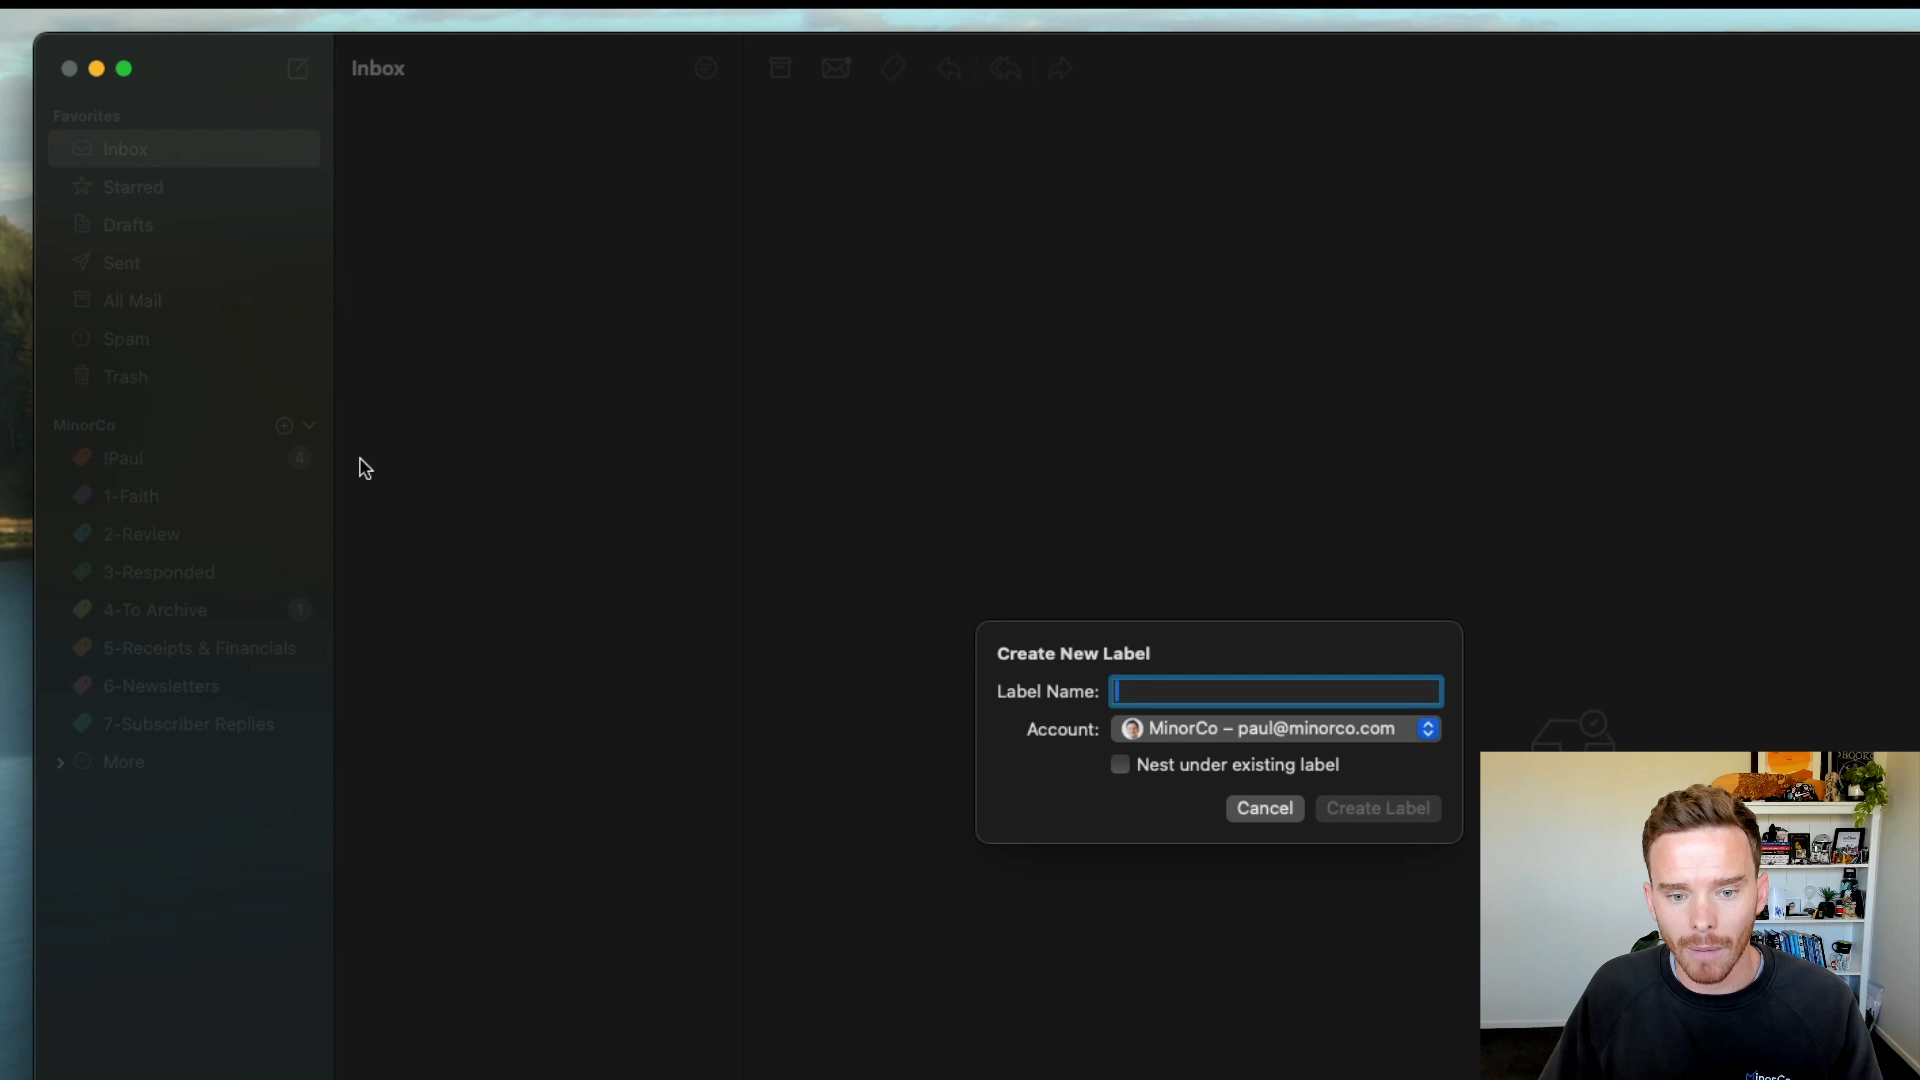 Inbox
Favorites
Inbox
Starred
Drafts
Sent
All Mail
Spam
Trash
MinorCo
!Paul 4
1-Faith
2-Review
3-Responded
4-To Archive 1
5-Receipts & Financials
6-Newsletters
7-Subscriber Replies
More
Create New Label
Label Name:
Account: MinorCo – paul@minorco.com
Nest under existing label
Cancel Create Label
BOOKS
MinorCo